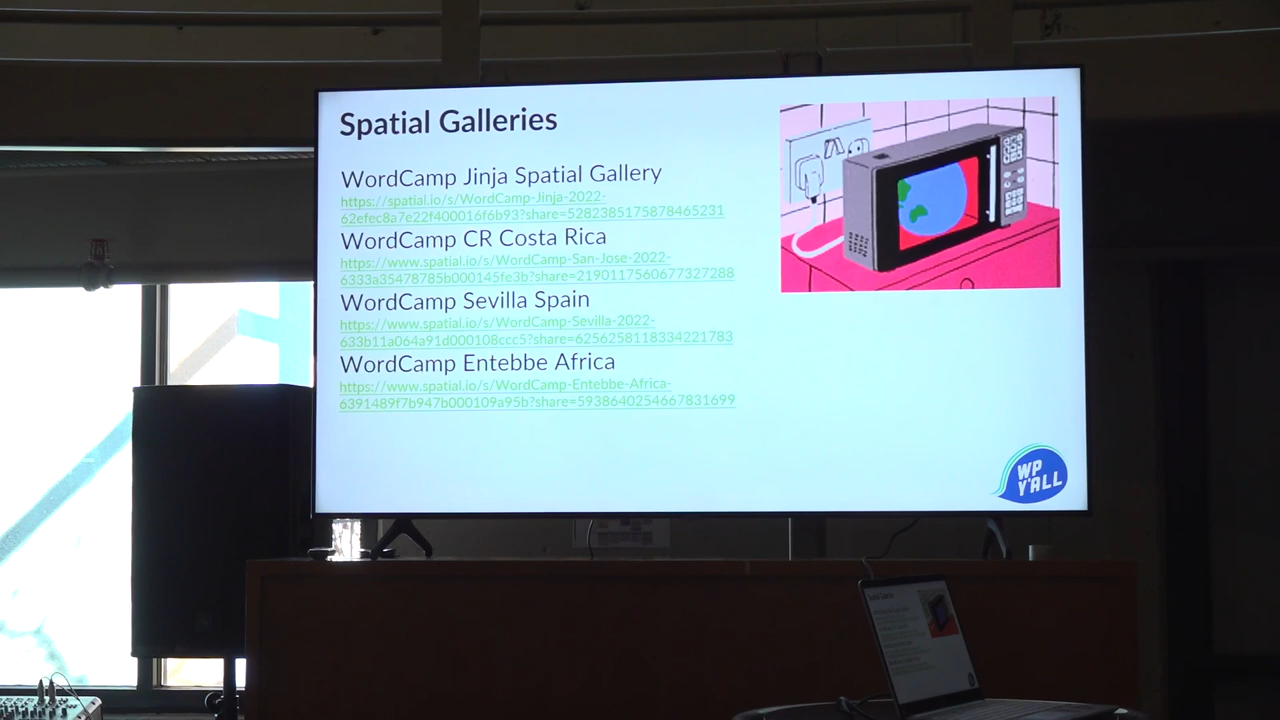 Spatial Galleries
WordCamp Jinja Spatial Gallery
https://spatial.io/s/WordCamp-Jinja-2022-
62efec8a7e22f400016f6b93?share=5282385175878465231
WordCamp CR Costa Rica
https://www.spatial.io/s/WordCamp-San-Jose-2022-
6333a35478785b000145fe3b?share=2190117560677327288
WordCamp Sevilla Spain
https://www.spatial.io/s/WordCamp-Sevilla-2022-
633b11a064a91d000108ccc5?share=6256258118334221783
WordCamp Entebbe Africa
https://www.spatial.io/s/WordCamp-Entebbe-Africa-
6391489f7b947b000109a95b?share=5938640254667831699
WP
Y'ALL
Spatial Galleries